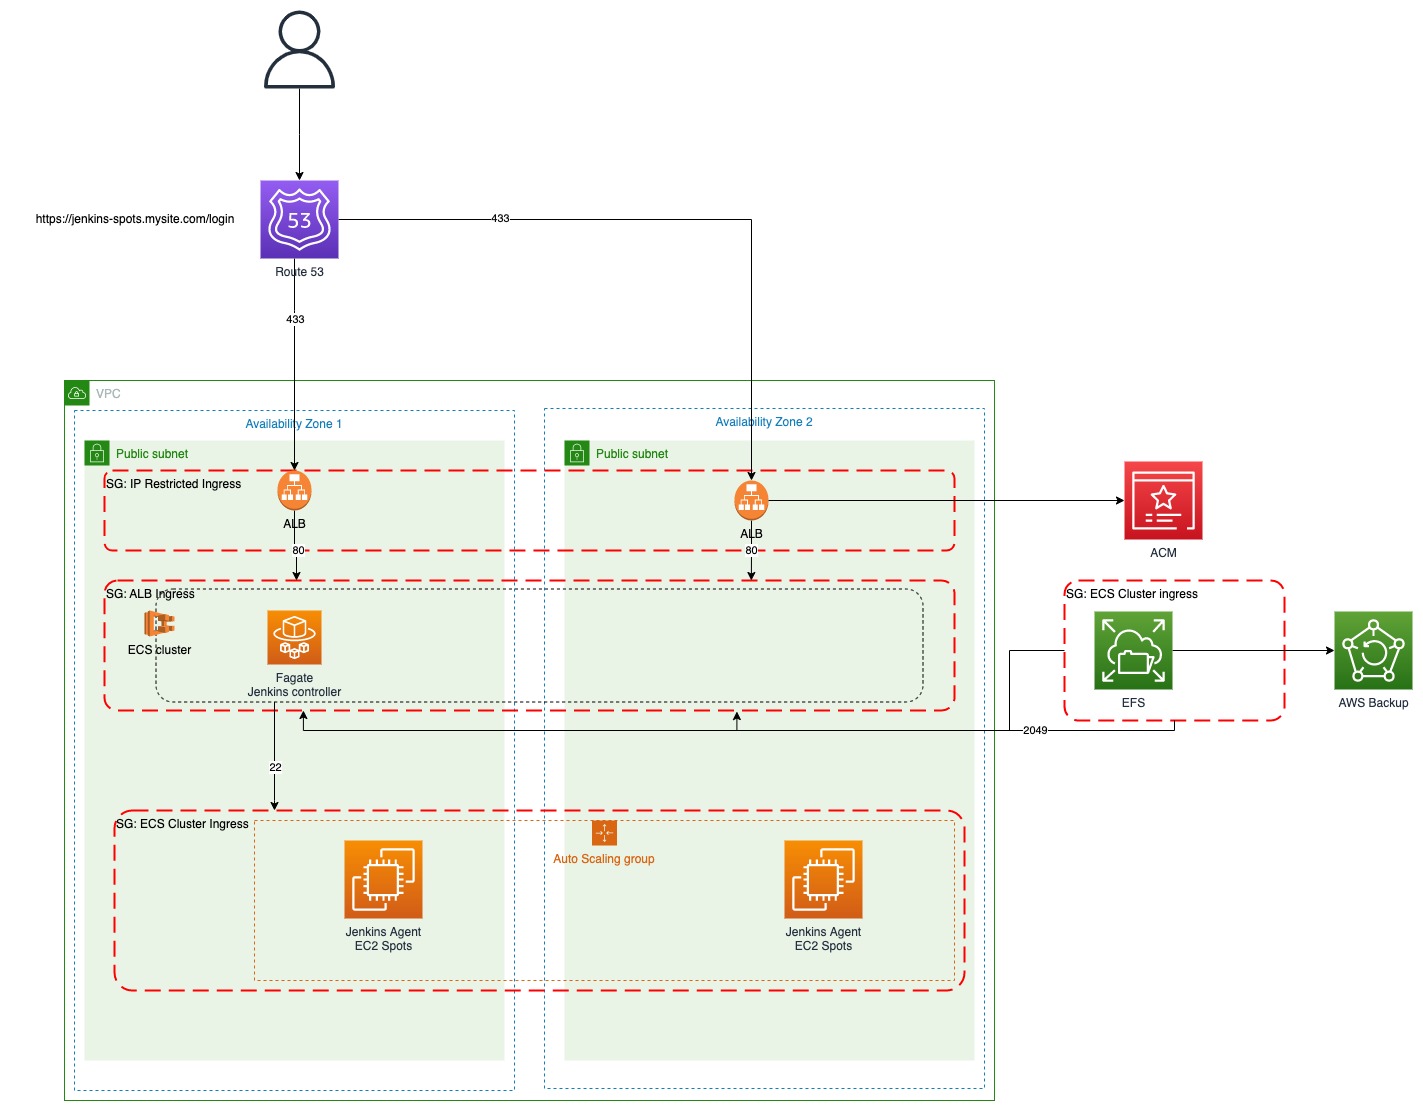 https://jenkins-spots.mysite.com/login
53
433
Route 53
433
VPC
Availability Zone 1
Availability Zone 2
Public subnet
Public subnet
SG: IP Restricted Ingress
ALB
ALB
ACM
80
80
SG: ALB Ingress
SG: ECS Cluster ingress
ECS cluster
Fagate
Jenkins controller
EFS
AWS Backup
2049
22
SG: ECS Cluster Ingress
Auto Scaling group
Jenkins Agent
EC2 Spots
Jenkins Agent
EC2 Spots